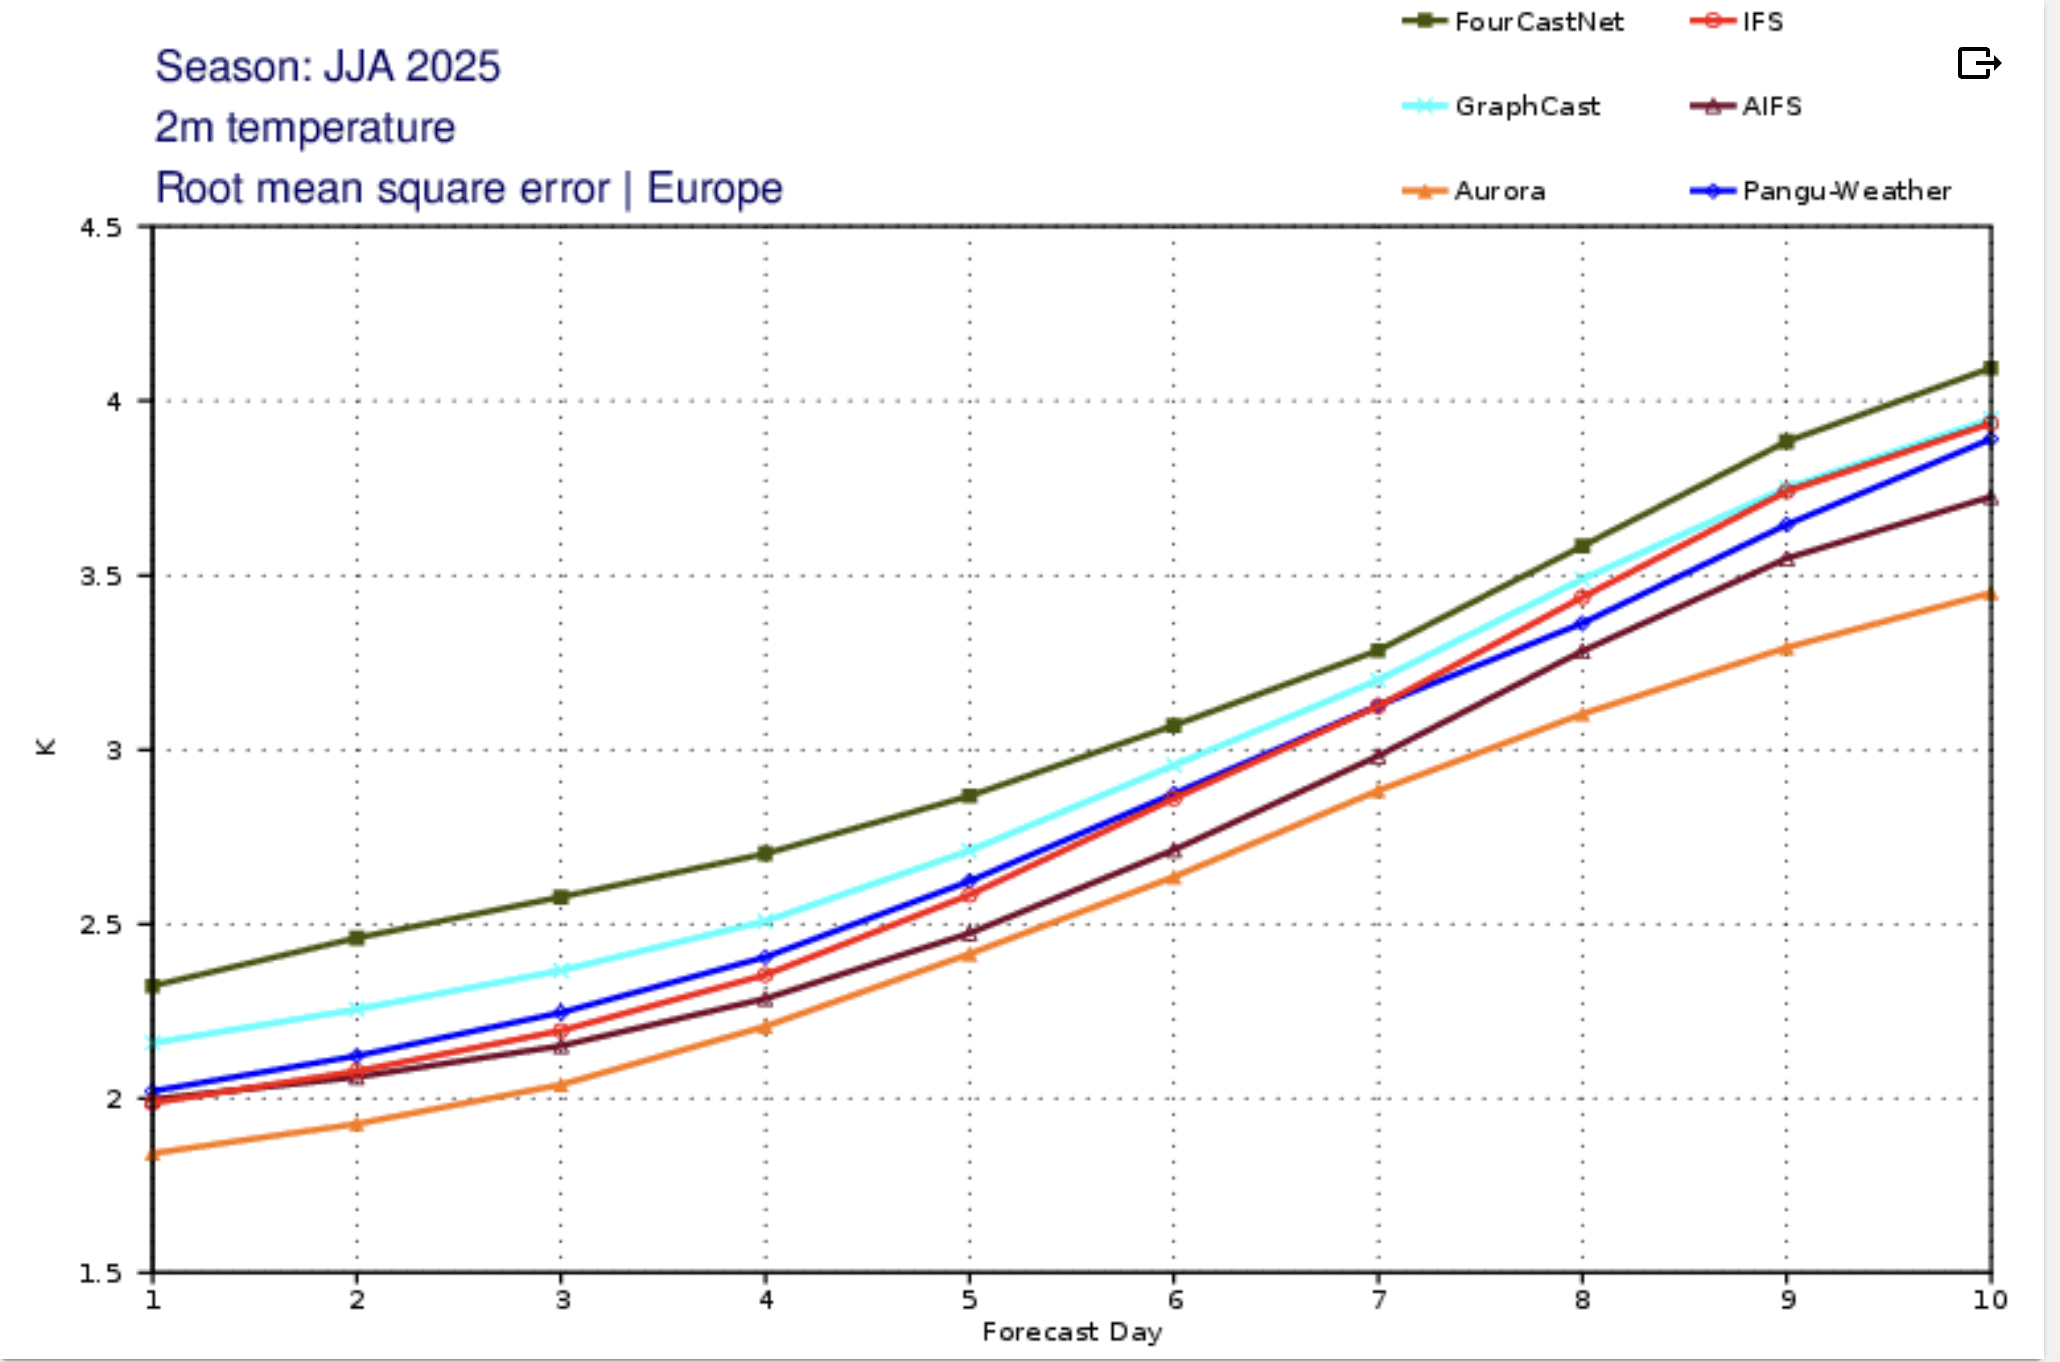 FourCastNet IFS
Season: JJA 2025
GraphCast AIFS
2m temperature
Root mean square error | Europe
Aurora Pangu-Weather
4.5
4
3.5
3
K
2.5
2
1.5
1 2 3 4 5 6 7 8 9 10
Forecast Day